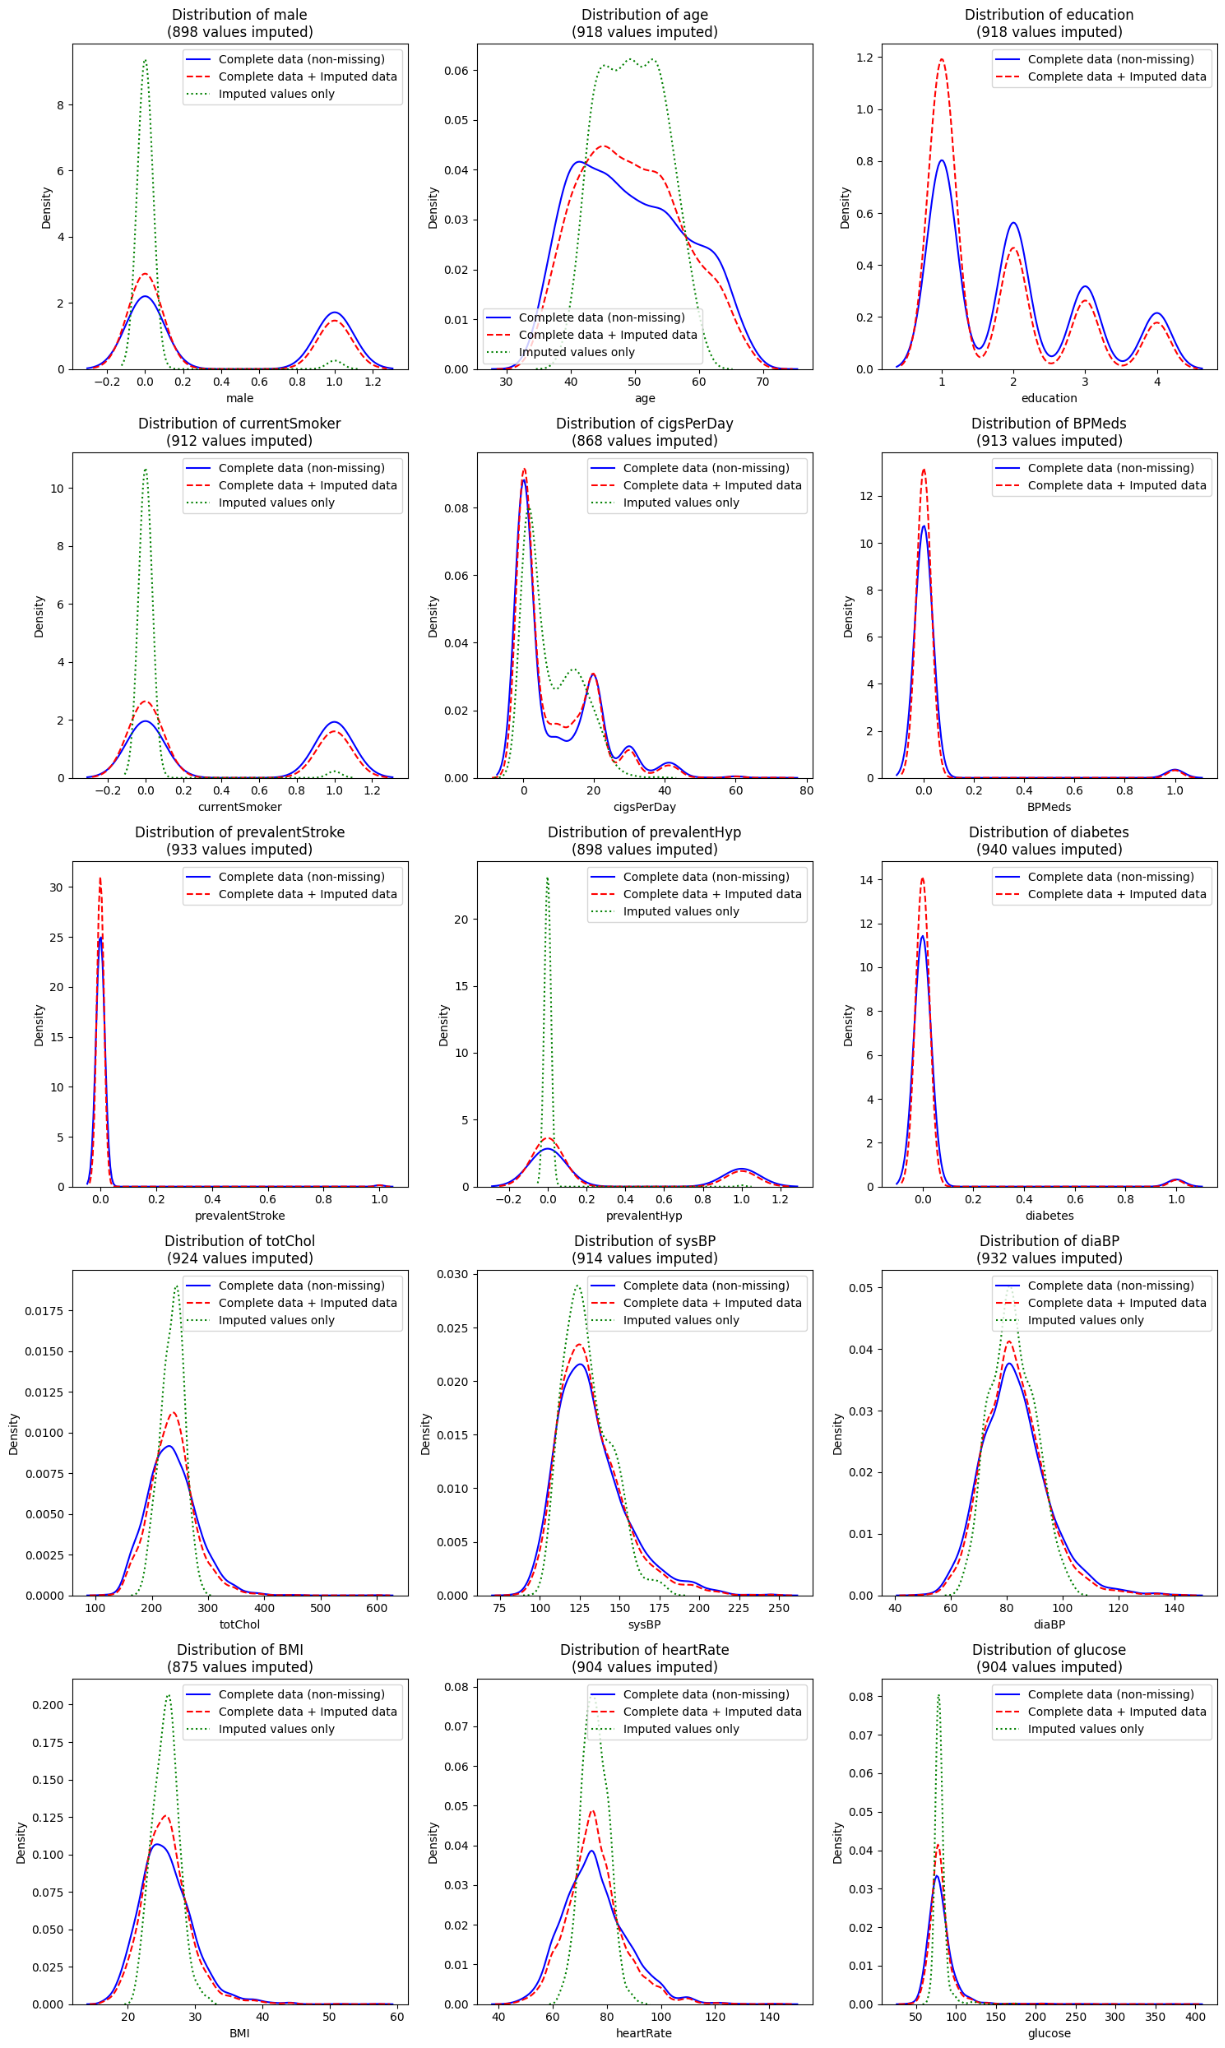 Distribution of male
(898 values imputed)
Density
8
6
4
2
0
Complete data (non-missing)
Complete data + Imputed data
Imputed values only
−0.2 0.0 0.2 0.4 0.6 0.8 1.0 1.2
male
Distribution of age
(918 values imputed)
Density
0.06
0.05
0.04
0.03
0.02
0.01
0.00
Complete data (non-missing)
Complete data + Imputed data
Imputed values only
30 40 50 60 70
age
Distribution of education
(918 values imputed)
Density
1.2
1.0
0.8
0.6
0.4
0.2
0.0
Complete data (non-missing)
Complete data + Imputed data
1 2 3 4
education
Distribution of currentSmoker
(912 values imputed)
Density
10
8
6
4
2
0
Complete data (non-missing)
Complete data + Imputed data
Imputed values only
−0.2 0.0 0.2 0.4 0.6 0.8 1.0 1.2
currentSmoker
Distribution of cigsPerDay
(868 values imputed)
Density
0.08
0.06
0.04
0.02
0.00
Complete data (non-missing)
Complete data + Imputed data
Imputed values only
0 20 40 60 80
cigsPerDay
Distribution of BPMeds
(913 values imputed)
Density
12
10
8
6
4
2
0
Complete data (non-missing)
Complete data + Imputed data
0.0 0.2 0.4 0.6 0.8 1.0
BPMeds
Distribution of prevalentStroke
(933 values imputed)
Density
30
25
20
15
10
5
0
Complete data (non-missing)
Complete data + Imputed data
0.0 0.2 0.4 0.6 0.8 1.0
prevalentStroke
Distribution of prevalentHyp
(898 values imputed)
Density
20
15
10
5
0
Complete data (non-missing)
Complete data + Imputed data
Imputed values only
−0.2 0.0 0.2 0.4 0.6 0.8 1.0 1.2
prevalentHyp
Distribution of diabetes
(940 values imputed)
Density
14
12
10
8
6
4
2
0
Complete data (non-missing)
Complete data + Imputed data
0.0 0.2 0.4 0.6 0.8 1.0
diabetes
Distribution of totChol
(924 values imputed)
Density
0.0175
0.0150
0.0125
0.0100
0.0075
0.0050
0.0025
0.0000
Complete data (non-missing)
Complete data + Imputed data
Imputed values only
100 200 300 400 500 600
totChol
Distribution of sysBP
(914 values imputed)
Density
0.030
0.025
0.020
0.015
0.010
0.005
0.000
Complete data (non-missing)
Complete data + Imputed data
Imputed values only
75 100 125 150 175 200 225 250
sysBP
Distribution of diaBP
(932 values imputed)
Density
0.05
0.04
0.03
0.02
0.01
0.00
Complete data (non-missing)
Complete data + Imputed data
Imputed values only
40 60 80 100 120 140
diaBP
Distribution of BMI
(875 values imputed)
Density
0.200
0.175
0.150
0.125
0.100
0.075
0.050
0.025
0.000
Complete data (non-missing)
Complete data + Imputed data
Imputed values only
20 30 40 50 60
BMI
Distribution of heartRate
(904 values imputed)
Density
0.08
0.07
0.06
0.05
0.04
0.03
0.02
0.01
0.00
Complete data (non-missing)
Complete data + Imputed data
Imputed values only
40 60 80 100 120 140
heartRate
Distribution of glucose
(904 values imputed)
Density
0.08
0.07
0.06
0.05
0.04
0.03
0.02
0.01
0.00
Complete data (non-missing)
Complete data + Imputed data
Imputed values only
50 100 150 200 250 300 350 400
glucose